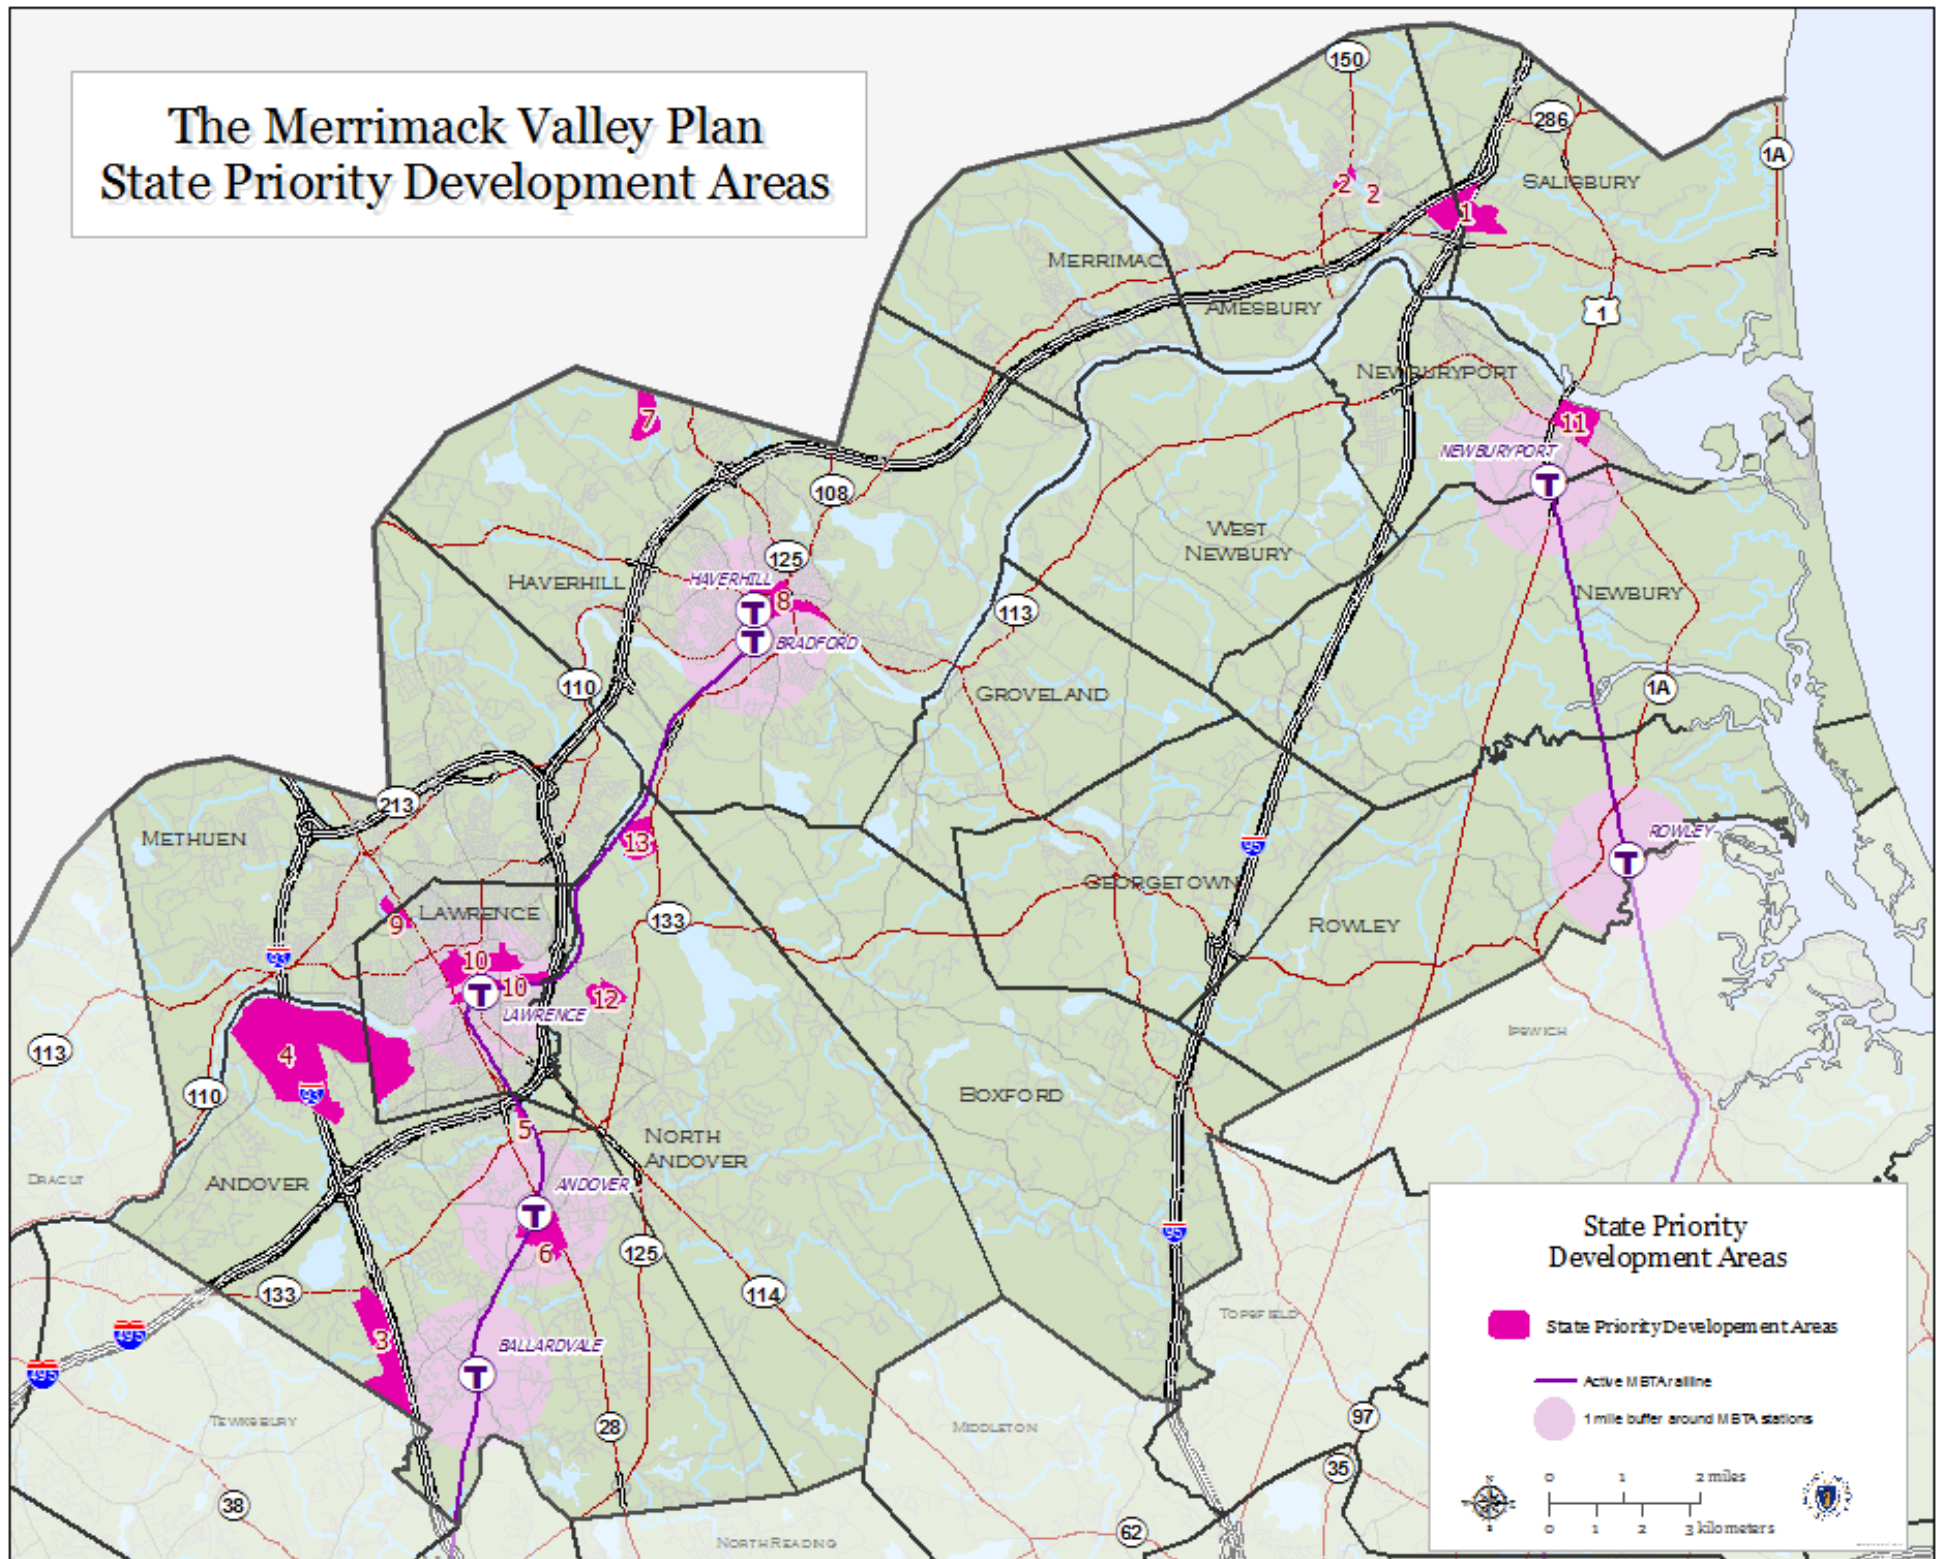 The Merrimack Valley Plan
State Priority Development Areas
150
286
1A
SALISBURY
2
2
1
MERRIMAC
AMESBURY
1
NEWBURYPORT
7
11
NEWBURYPORT
108
WEST
NEWBURY
125
HAVERHILL
HAVERHILL
8
T
T
BRADFORD
T
NEWBURY
113
110
GROVELAND
1A
213
METHUEN
13
95
ROWLEY
T
GEORGETOWN
9
LAWRENCE
133
ROWLEY
93
10
T
10
12
LAWRENCE
IPSWICH
113
4
93
110
BOXFORD
5
NORTH
ANDOVER
DRACUT
ANDOVER
ANDOVER
T
6
125
95
133
114
495
495
3
BALLARDVALE
T
TOPSFIELD
TEWKSBURY
28
MIDDLETON
97
35
38
62
NORTH READING
State Priority
Development Areas
State Priority Developement Areas
Active MBTA railline
1 mile buffer around MBTA stations
0 1 2 miles
0 1 2 3 kilometers